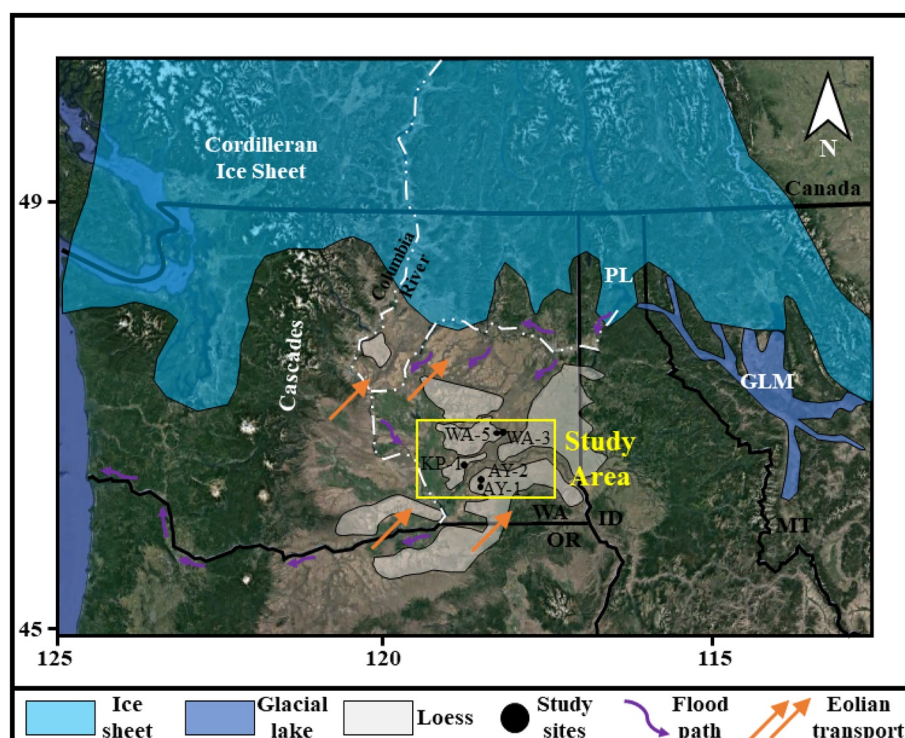 Cordilleran
Ice Sheet
N
49
Canada
Columbia
River
PL
Cascades
GLM
WA-5
WA-3
Study
Area
KP-1
AY-2
AY-1
WA
ID
OR
MT
45
125
120
115
Ice
sheet
Glacial
lake
Loess
Study
sites
Flood
path
Eolian
transport